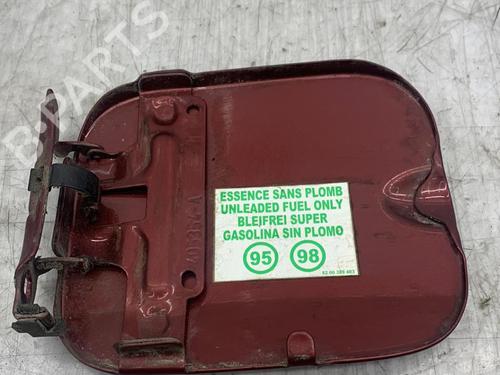 B-PARTS
ESSENCE SANS PLOMB
UNLEADED FUEL ONLY
BLEIFREI SUPER
GASOLINA SIN PLOMO
95 98